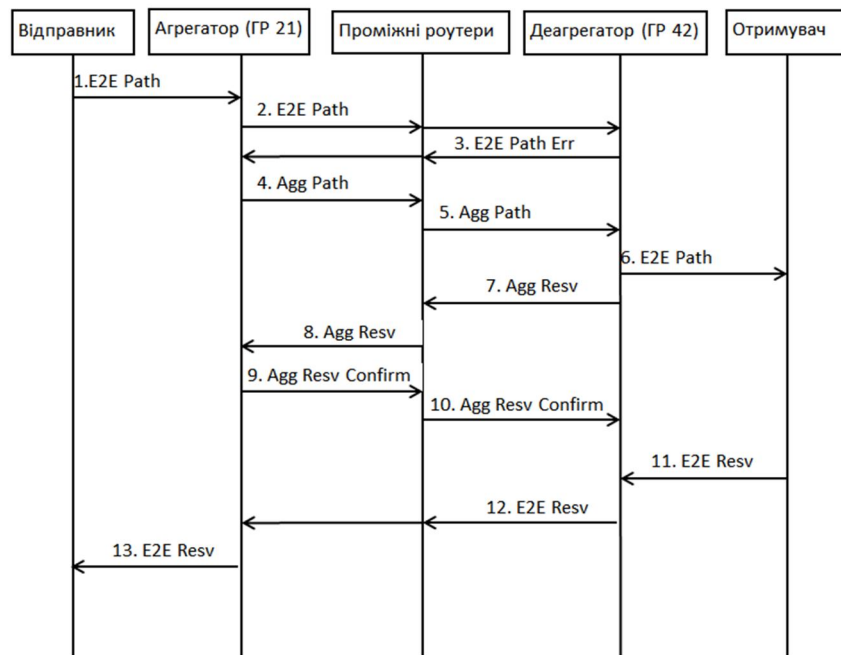 Відправник
Агрегатор (ГР 21)
Проміжні роутери
Деагрегатор (ГР 42)
Отримувач
1.E2E Path
2. E2E Path
3. E2E Path Err
4. Agg Path
5. Agg Path
6. E2E Path
7. Agg Resv
8. Agg Resv
9. Agg Resv Confirm
10. Agg Resv Confirm
11. E2E Resv
12. E2E Resv
13. E2E Resv